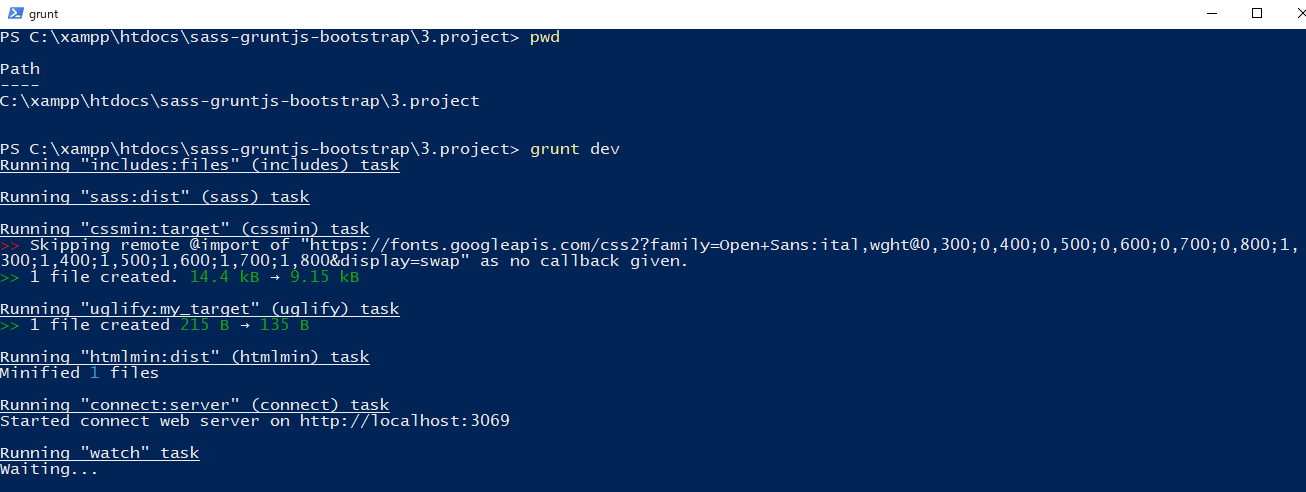 grunt
PS C:\xampp\htdocs\sass-gruntjs-bootstrap\3.project> pwd
Path
----
C:\xampp\htdocs\sass-gruntjs-bootstrap\3.project
PS C:\xampp\htdocs\sass-gruntjs-bootstrap\3.project> grunt dev
Running "includes:files" (includes) task
Running "sass:dist" (sass) task
Running "cssmin:target" (cssmin) task
>> Skipping remote @import of "https://fonts.googleapis.com/css2?family=Open+Sans:ital,wght@0,300;0,400;0,500;0,600;0,700;0,800;1,
300;1,400;1,500;1,600;1,700;1,800&display=swap" as no callback given.
>> 1 file created. 14.4 kB → 9.15 kB
Running "uglify:my_target" (uglify) task
>> 1 file created 215 B → 135 B
Running "htmlmin:dist" (htmlmin) task
Minified 1 files
Running "connect:server" (connect) task
Started connect web server on http://localhost:3069
Running "watch" task
Waiting...